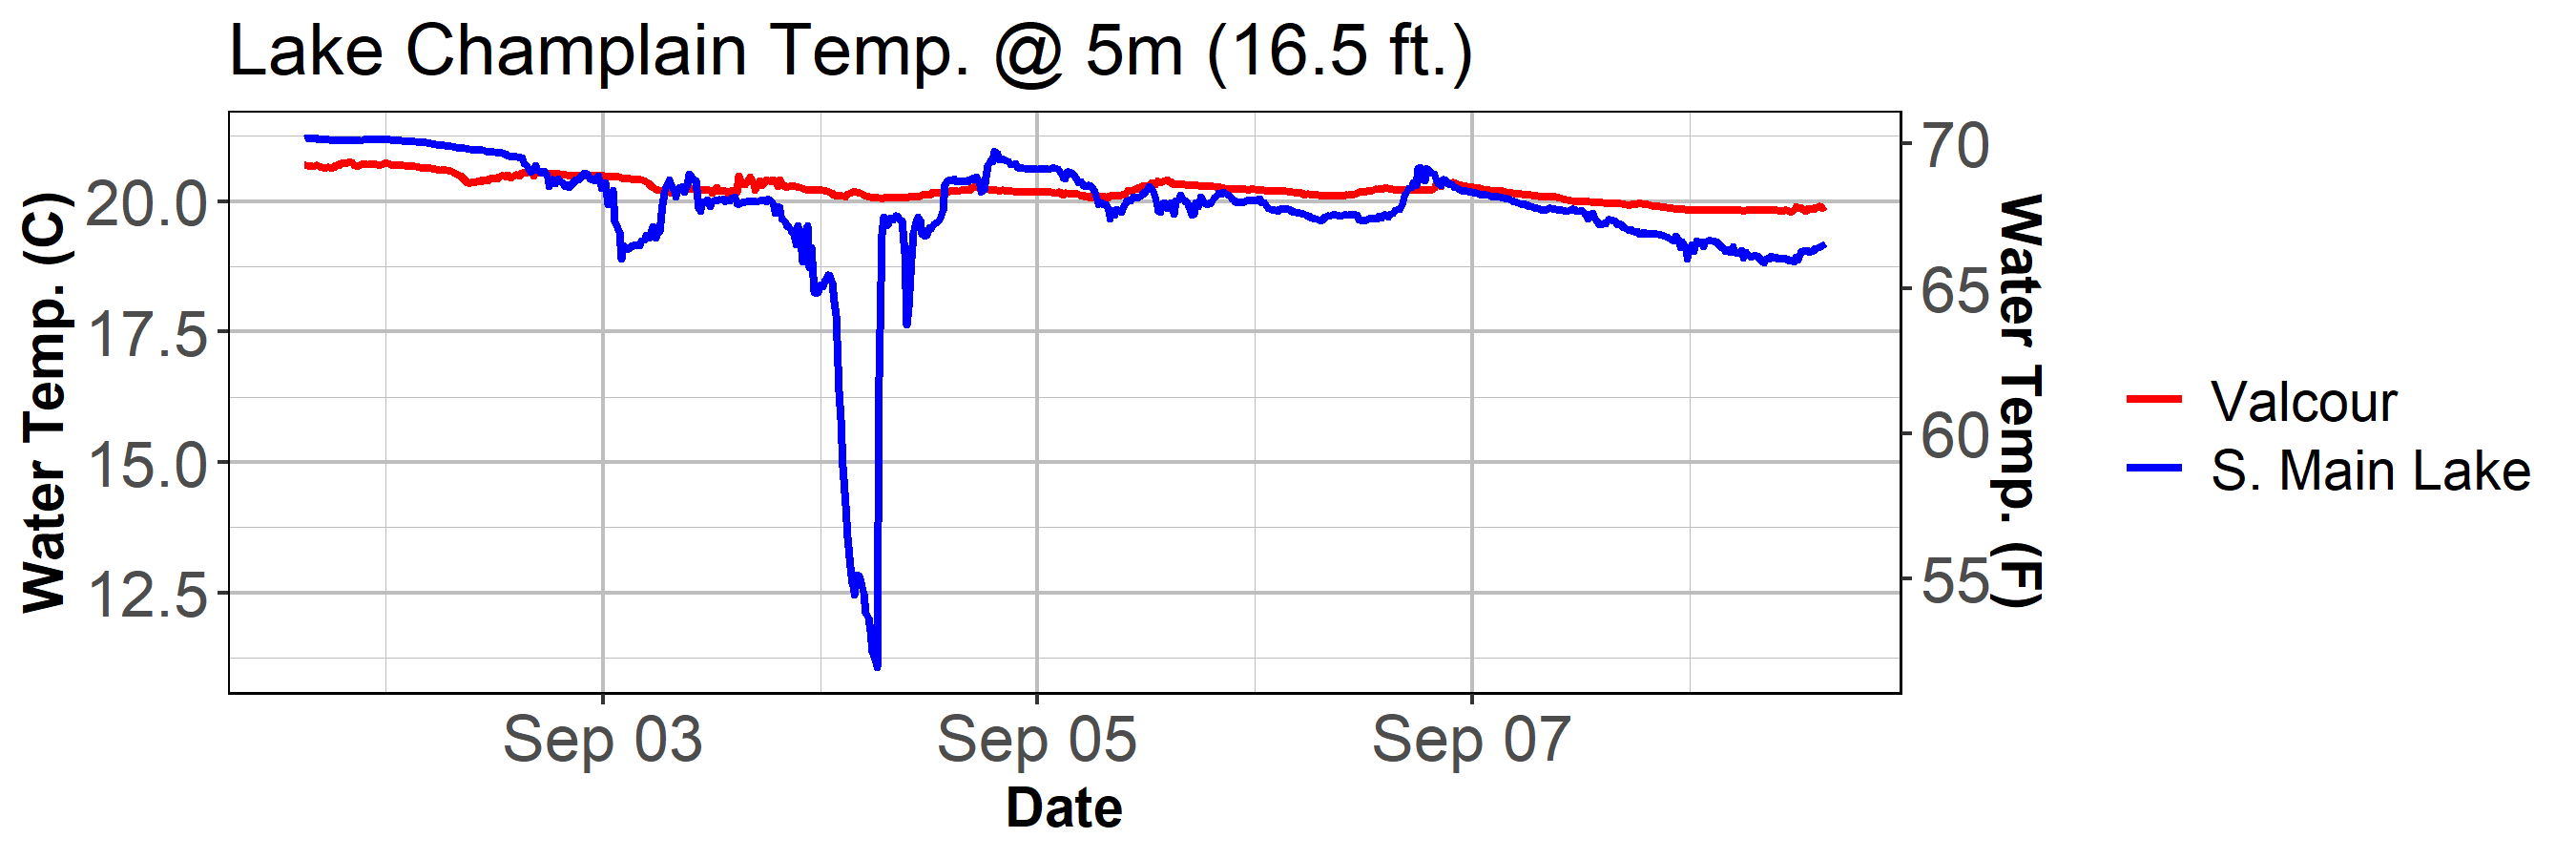 Lake Champlain Temp. @ 5m (16.5 ft.)
Water Temp. (C)
20.0
17.5
15.0
12.5
70
65
60
55
Water Temp. (F)
Valcour
S. Main Lake
Sep 03
Sep 05
Sep 07
Date